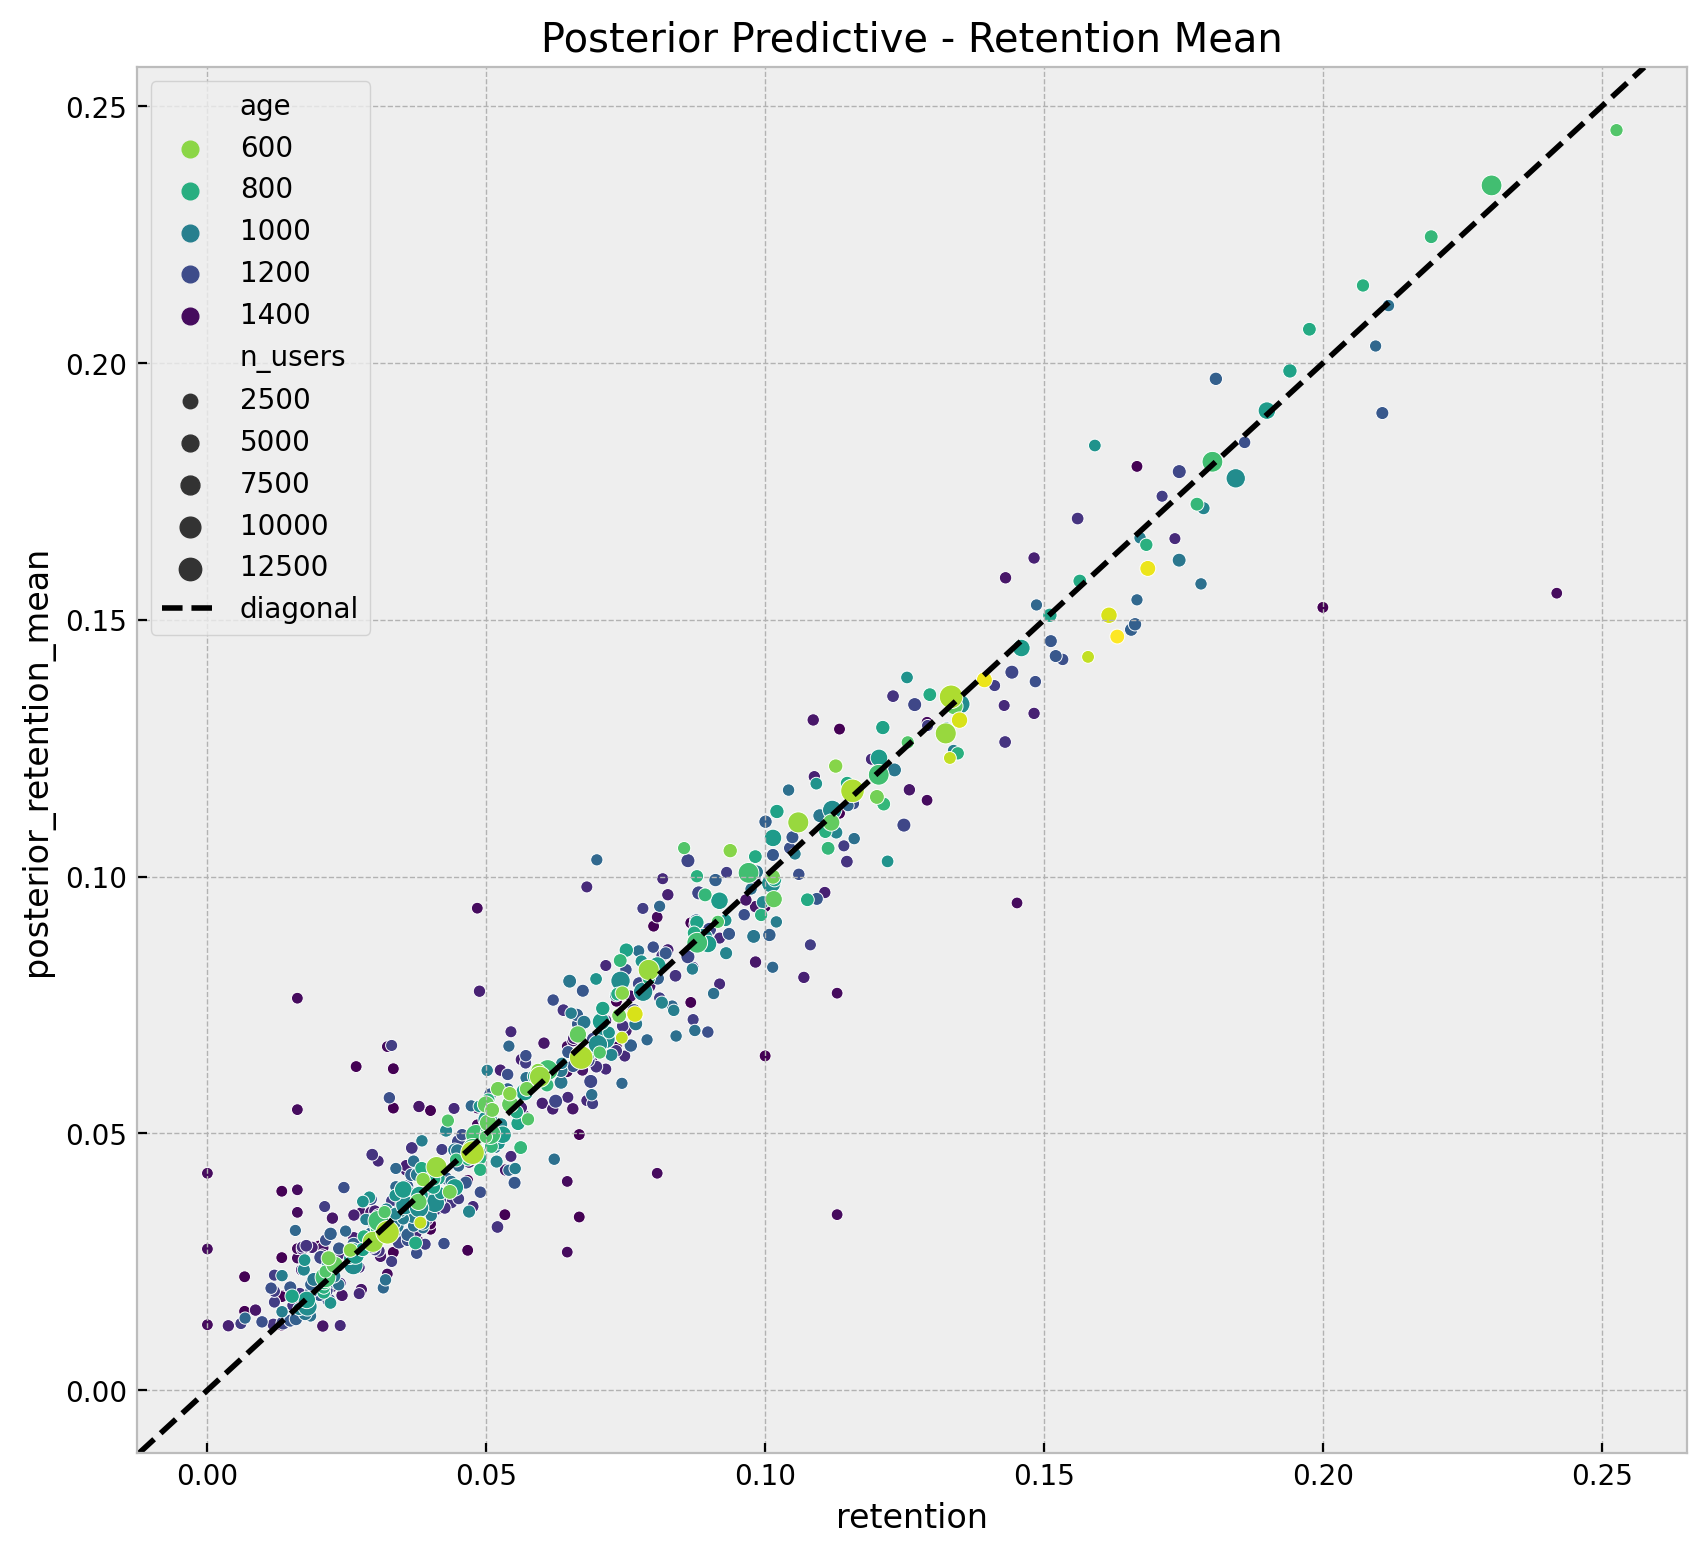 Posterior Predictive - Retention Mean
0.25
0.20
0.15
0.10
0.05
0.00
posterior_retention_mean
age
600
800
1000
1200
1400
n_users
2500
5000
7500
10000
12500
diagonal
0.00 0.05 0.10 0.15 0.20 0.25
retention